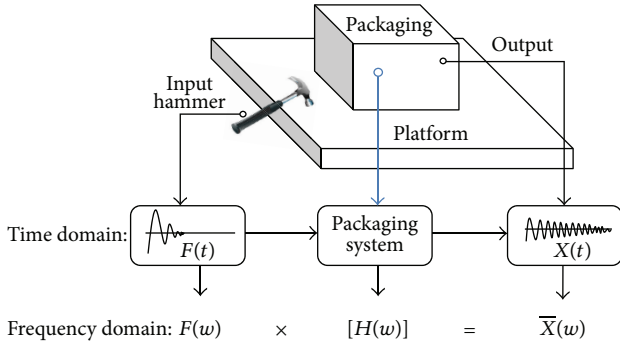 Packaging
Output
Input
hammer
Platform
Time domain:
F(t)
Packaging
system
X(t)
Frequency domain: F(w) × [H(w)] = X̅(w)